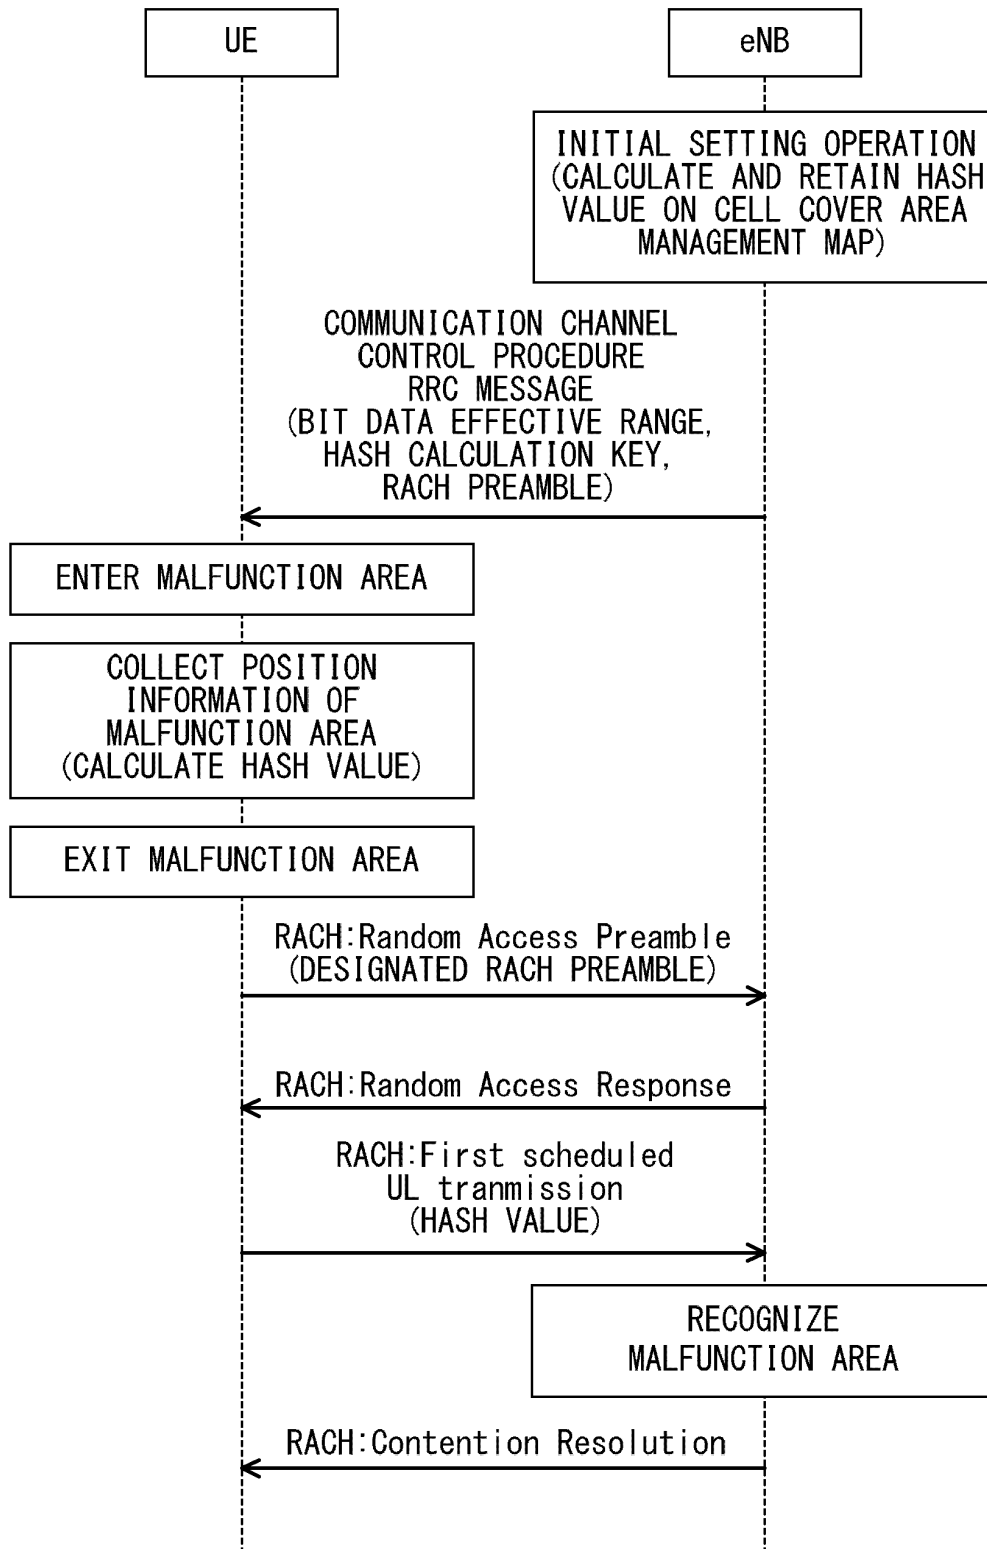 UE
eNB
INITIAL SETTING OPERATION
(CALCULATE AND RETAIN HASH
VALUE ON CELL COVER AREA
MANAGEMENT MAP)
COMMUNICATION CHANNEL
CONTROL PROCEDURE
RRC MESSAGE
(BIT DATA EFFECTIVE RANGE,
HASH CALCULATION KEY,
RACH PREAMBLE)
ENTER MALFUNCTION AREA
COLLECT POSITION
INFORMATION OF
MALFUNCTION AREA
(CALCULATE HASH VALUE)
EXIT MALFUNCTION AREA
RACH:Random Access Preamble
(DESIGNATED RACH PREAMBLE)
RACH:Random Access Response
RACH:First scheduled
UL tranmission
(HASH VALUE)
RECOGNIZE
MALFUNCTION AREA
RACH:Contention Resolution